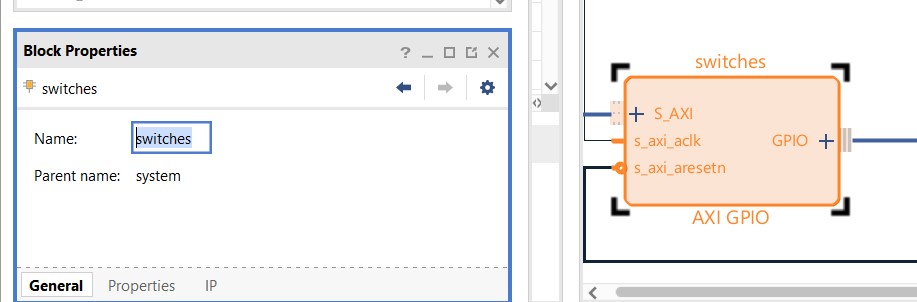 Block Properties
?
switches
Name: switches
Parent name: system
General Properties IP
switches
S_AXI
s_axi_aclk GPIO
s_axi_aresetn
AXI GPIO